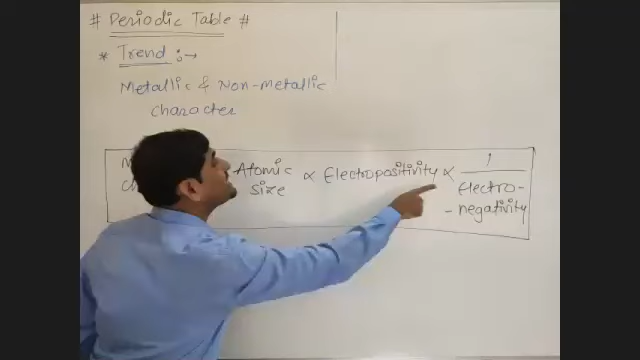 # Periodic Table #
* Trend :→
Metallic & Non-metallic
character
Atomic size ∝ Electropositivity ∝ 1 / Electro-
-negativity